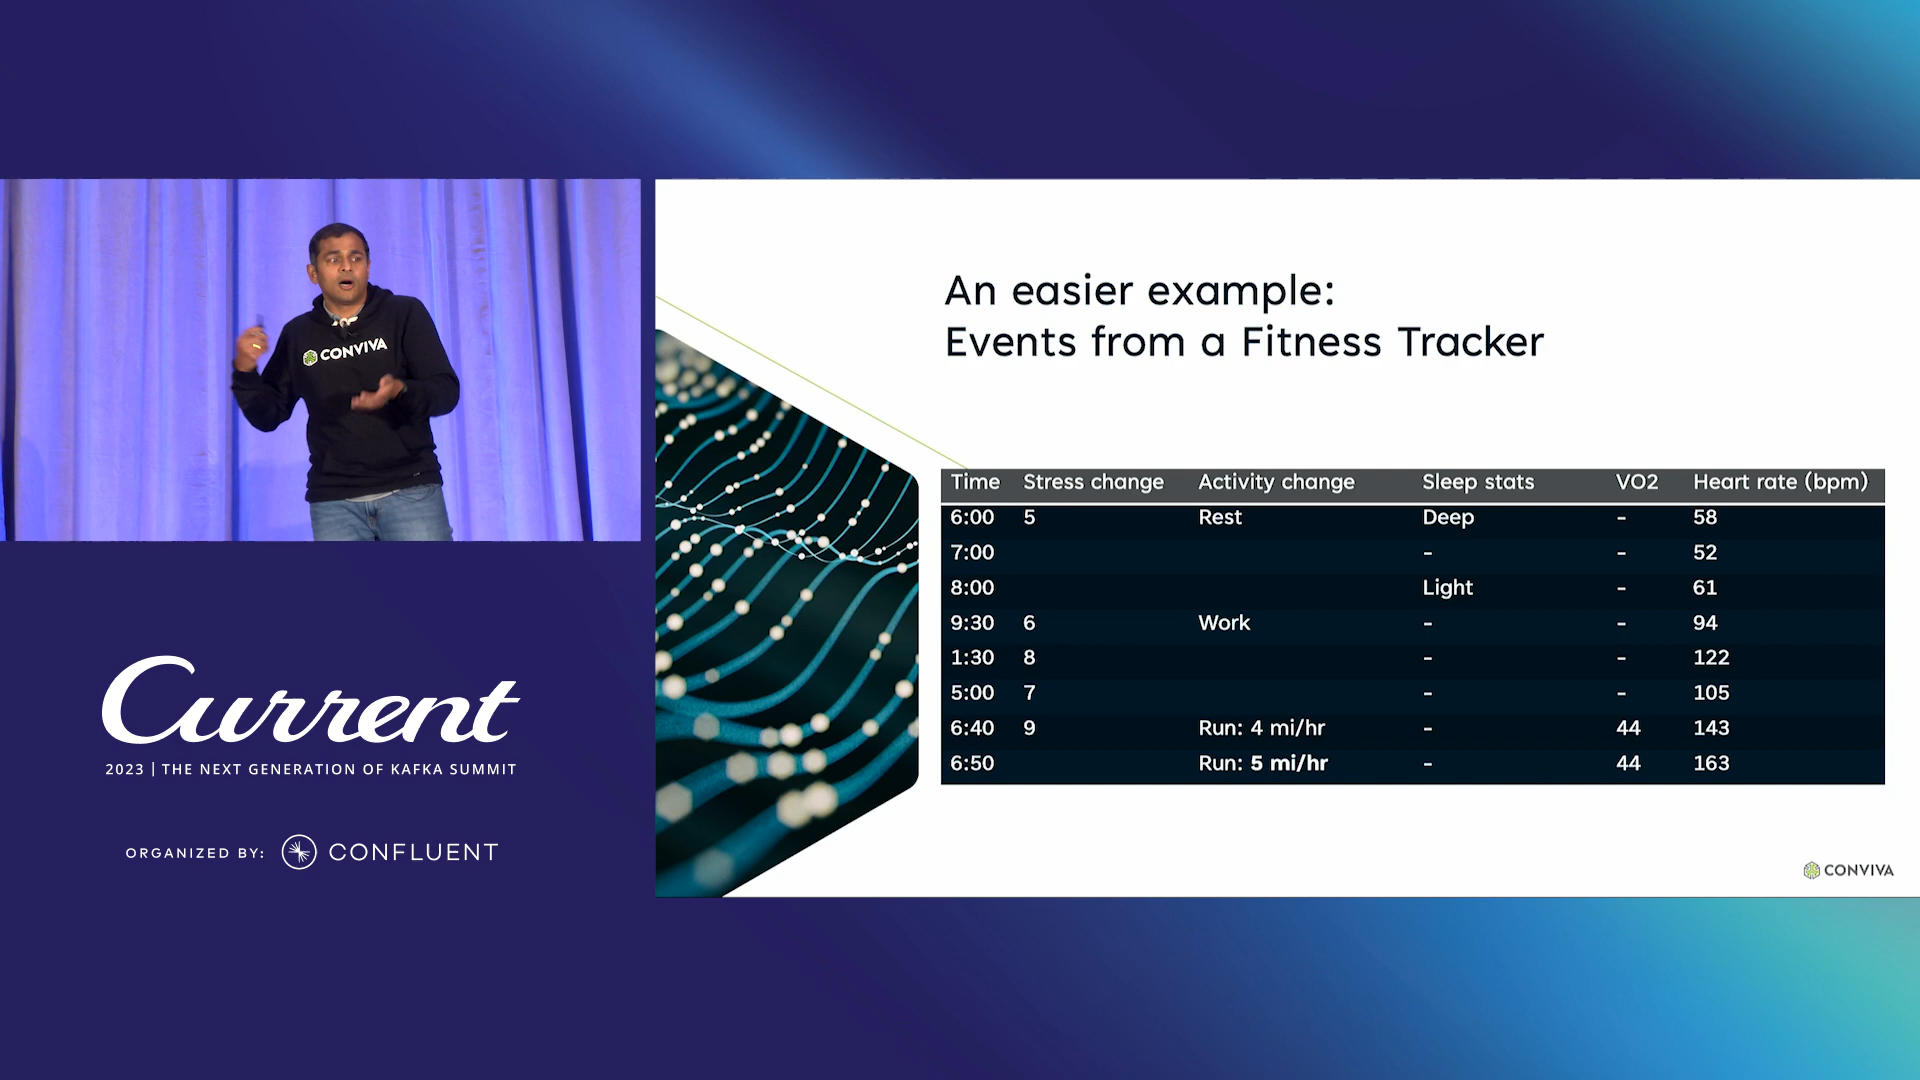 CONVIVA
Current
2023 | THE NEXT GENERATION OF KAFKA SUMMIT
ORGANIZED BY: CONFLUENT
An easier example:
Events from a Fitness Tracker
Time Stress change Activity change Sleep stats VO2 Heart rate (bpm)
6:00 5 Rest Deep - 58
7:00 - - 52
8:00 Light - 61
9:30 6 Work - - 94
1:30 8 - - 122
5:00 7 - - 105
6:40 9 Run: 4 mi/hr - 44 143
6:50 Run: 5 mi/hr - 44 163
CONVIVA